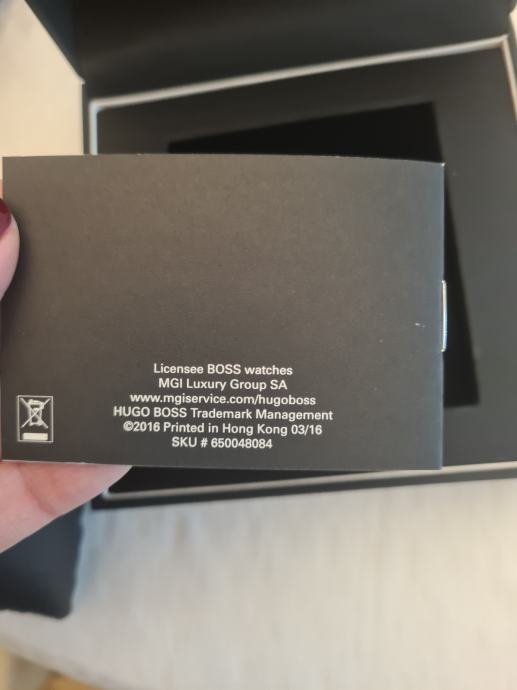 Licensee BOSS watches
MGI Luxury Group SA
www.mgiservice.com/hugoboss
HUGO BOSS Trademark Management
©2016 Printed in Hong Kong 03/16
SKU # 650048084